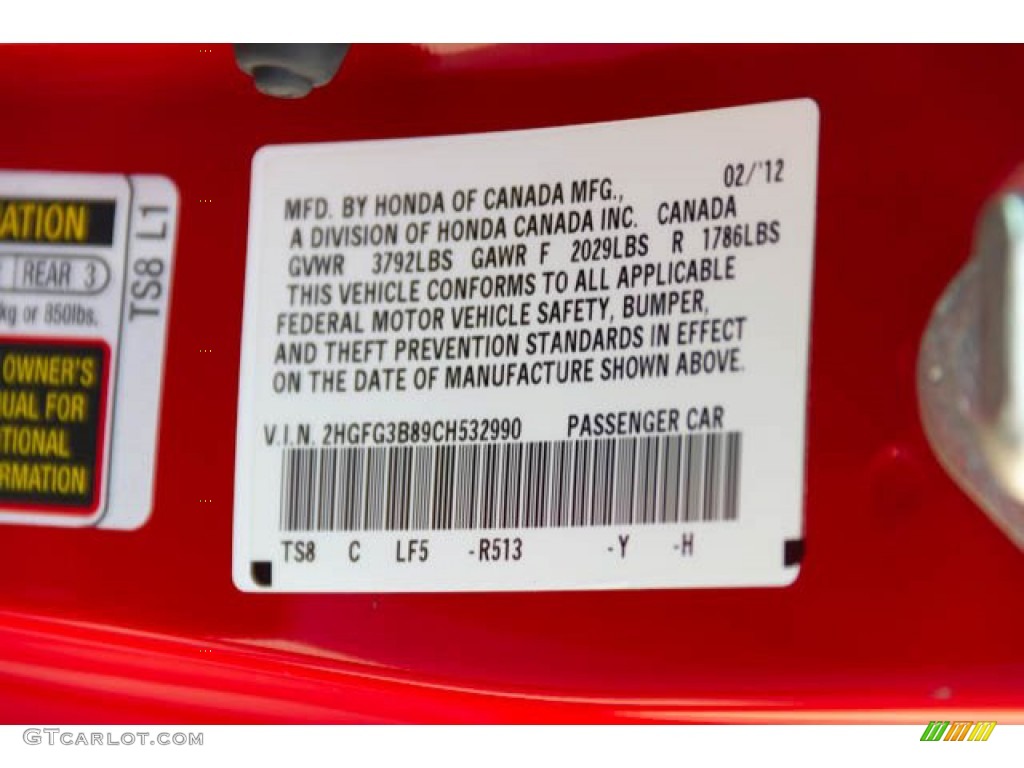 02/'12
MFD. BY HONDA OF CANADA MFG.,
A DIVISION OF HONDA CANADA INC. CANADA
GVWR 3792LBS GAWR F 2029LBS R 1786LBS
THIS VEHICLE CONFORMS TO ALL APPLICABLE
FEDERAL MOTOR VEHICLE SAFETY, BUMPER,
AND THEFT PREVENTION STANDARDS IN EFFECT
ON THE DATE OF MANUFACTURE SHOWN ABOVE.
V.I.N. 2HGFG3B89CH532990 PASSENGER CAR
TS8 C LF5 -R513 -Y -H
ATION
REAR 3
kg or 850lbs.
OWNER'S
UAL FOR
ITIONAL
ORMATION
TS8 L1
GTCARLOT.COM